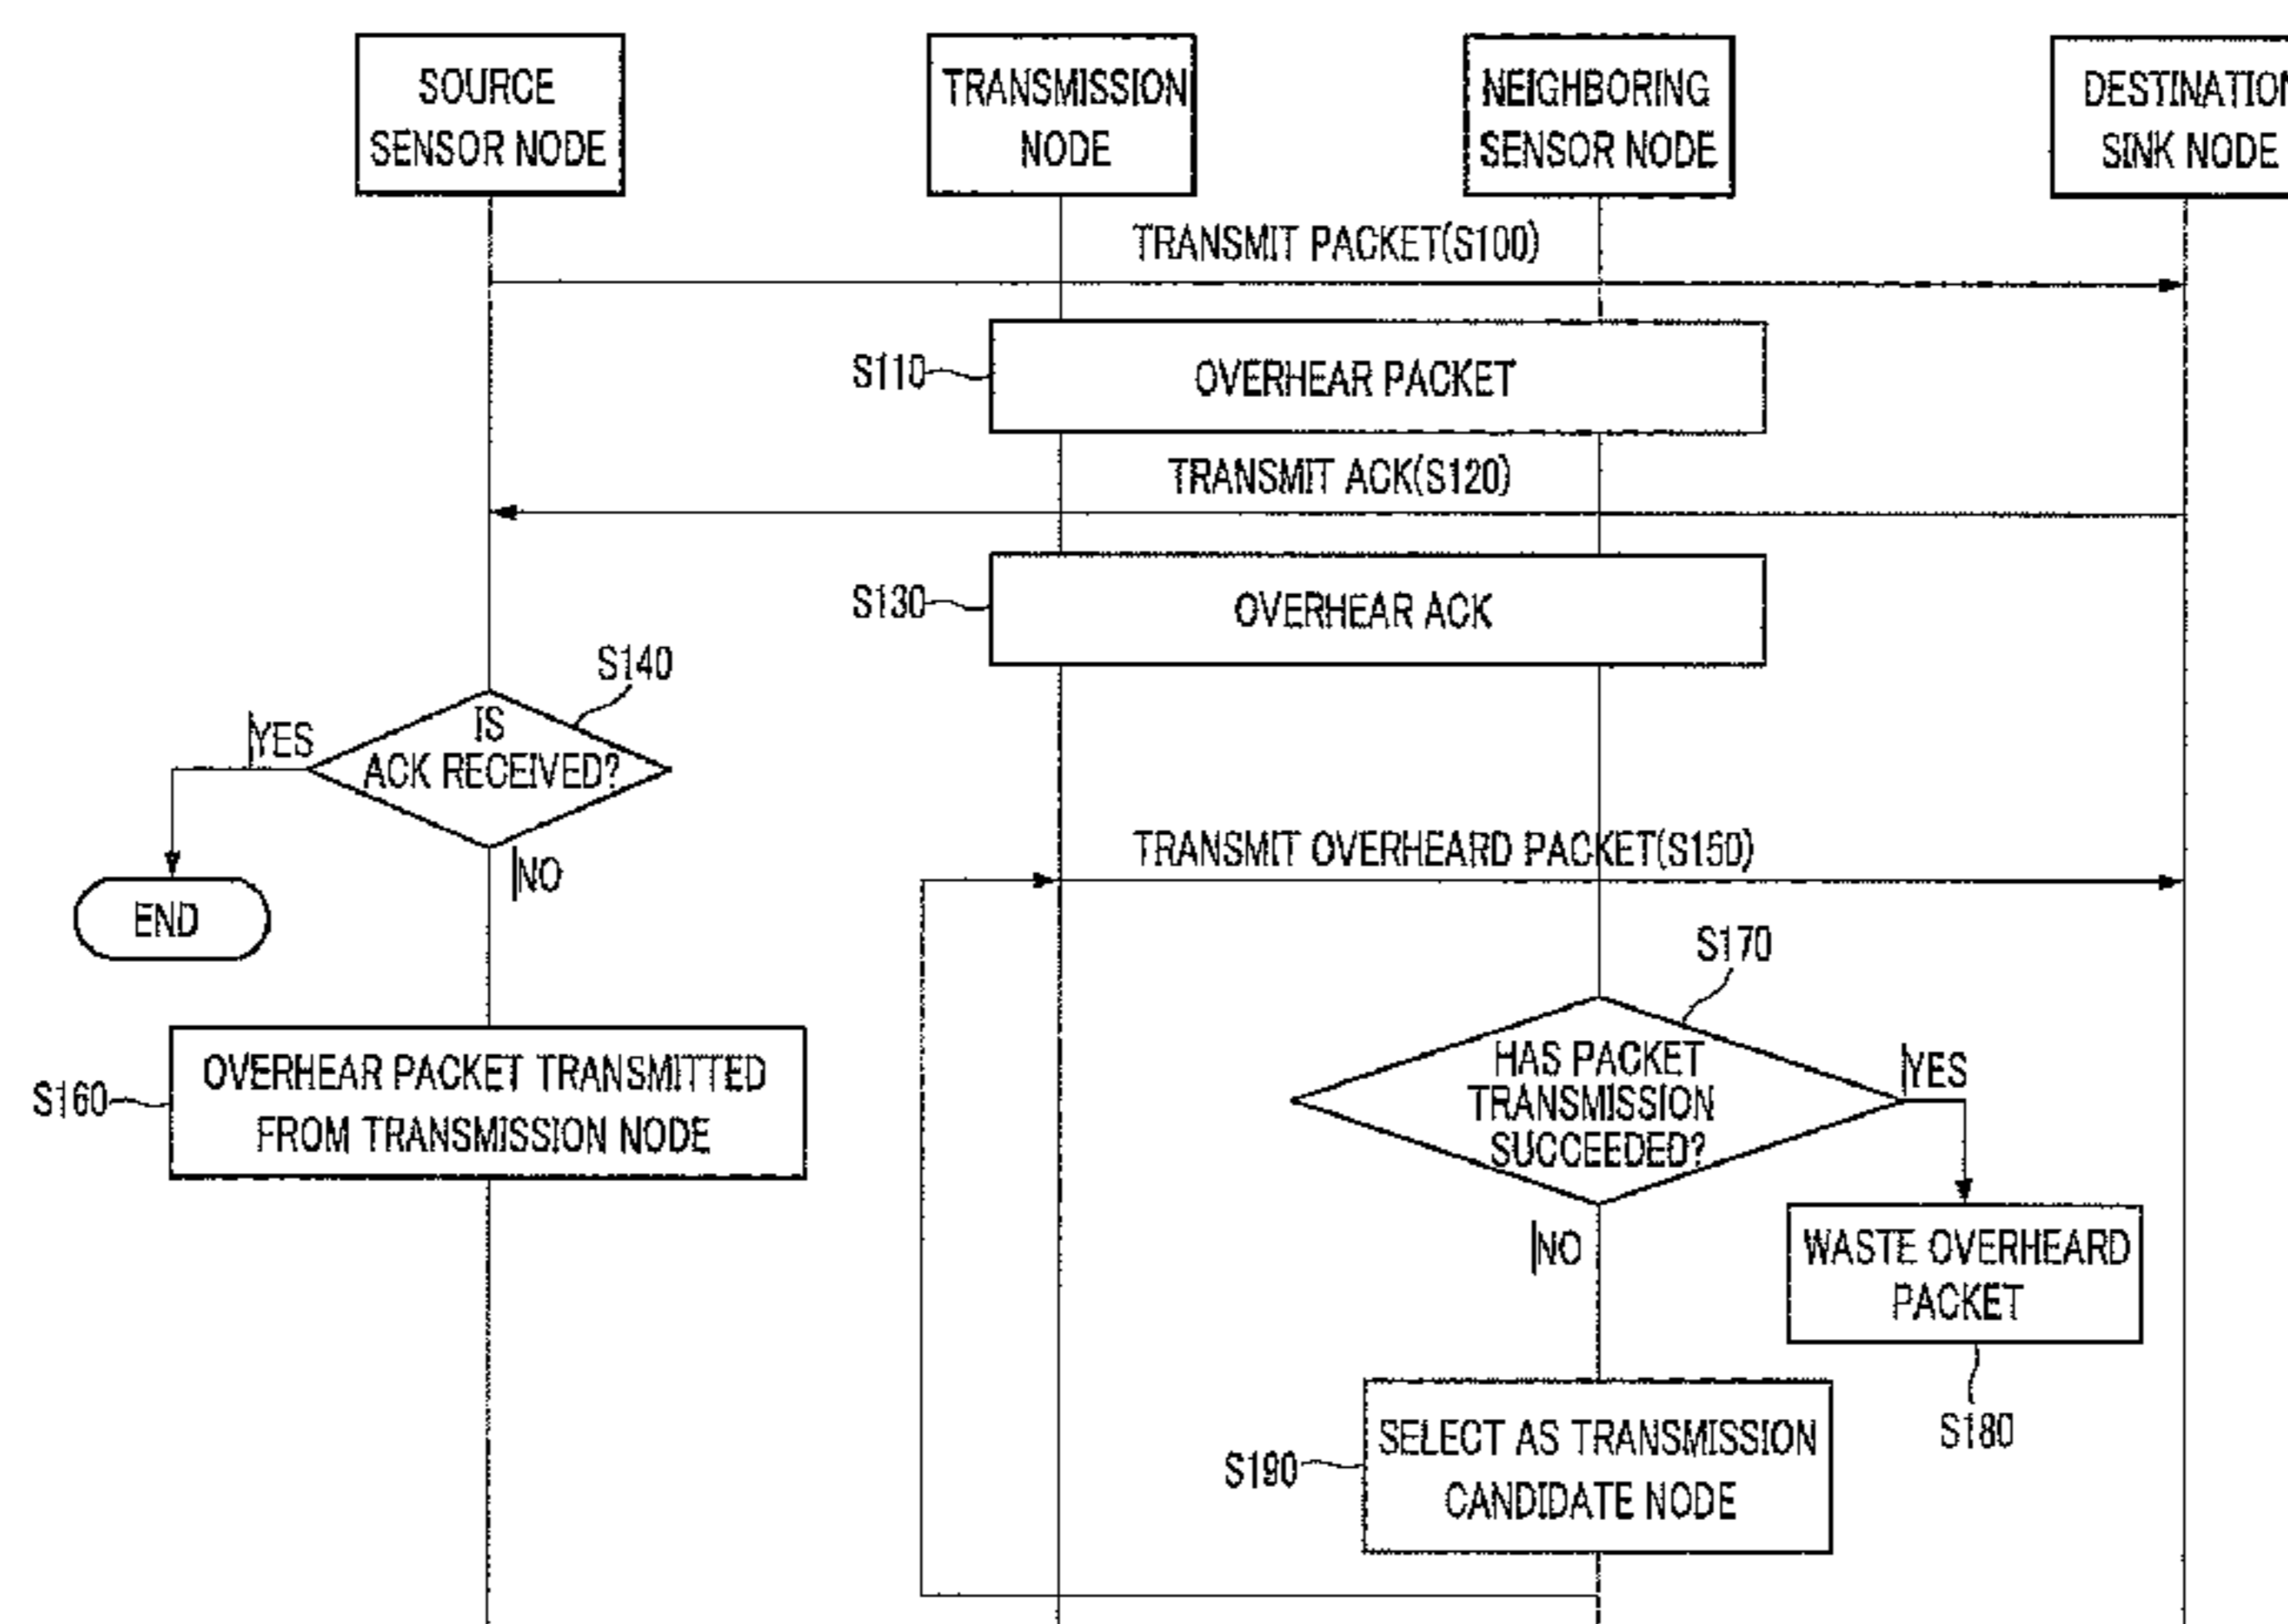 SOURCE
SENSOR NODE
TRANSMISSION
NODE
NEIGHBORING
SENSOR NODE
DESTINATION
SINK NODE
TRANSMIT PACKET(S100)
S110
OVERHEAR PACKET
TRANSMIT ACK(S120)
S130
OVERHEAR ACK
S140
IS
ACK RECEIVED?
YES
NO
END
TRANSMIT OVERHEARD PACKET(S150)
S160
OVERHEAR PACKET TRANSMITTED
FROM TRANSMISSION NODE
S170
HAS PACKET
TRANSMISSION
SUCCEEDED?
YES
NO
WASTE OVERHEARD
PACKET
S180
S190
SELECT AS TRANSMISSION
CANDIDATE NODE